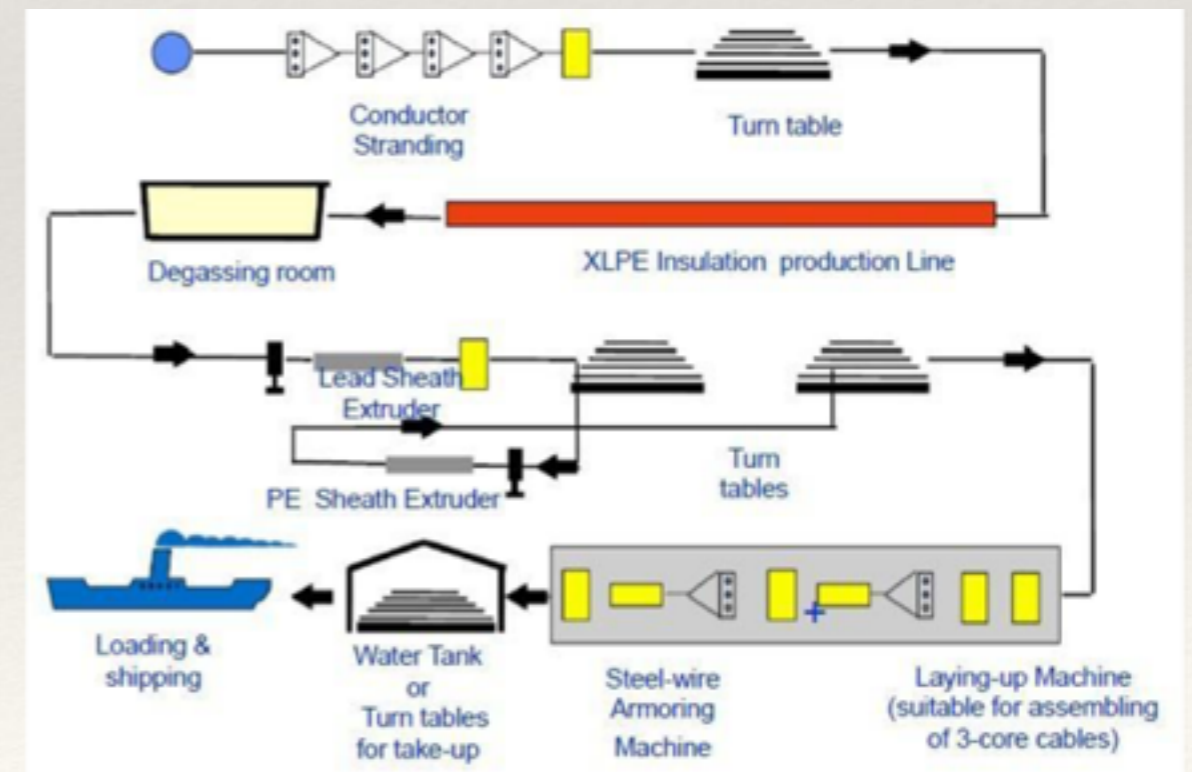 Conductor
Stranding
Turn table
Degassing room
XLPE Insulation production Line
Lead Sheath
Extruder
Turn
tables
PE Sheath Extruder
Loading &
shipping
Water Tank
or
Turn tables
for take-up
Steel-wire
Armoring
Machine
Laying-up Machine
(suitable for assembling
of 3-core cables)